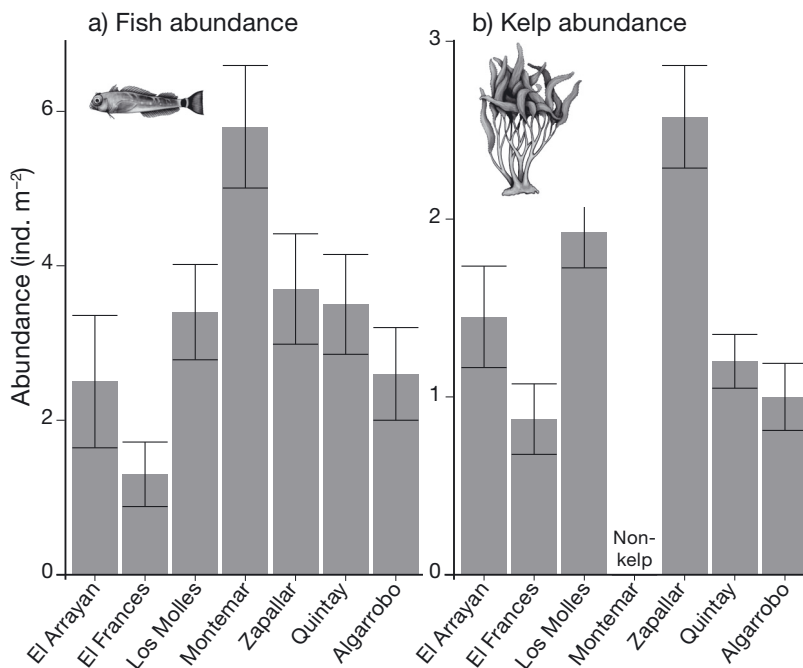 a) Fish abundance
b) Kelp abundance
Abundance (ind. m⁻²)
6
4
2
0
3
2
1
0
Non-
kelp
El Arrayan
El Frances
Los Molles
Montemar
Zapallar
Quintay
Algarrobo
El Arrayan
El Frances
Los Molles
Montemar
Zapallar
Quintay
Algarrobo